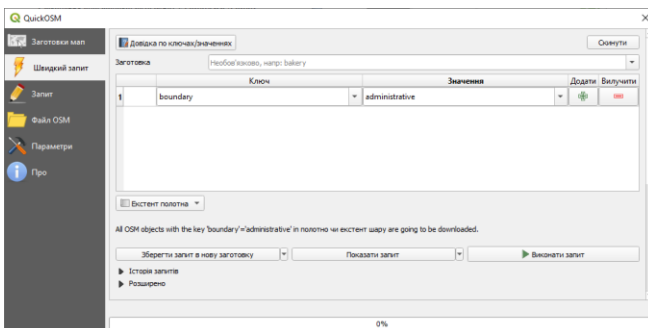 QuickOSM
Заготовки мап
Швидкий запит
Запит
Файл OSM
Параметри
Про
Довідка по ключах/значеннях
Скинути
Заготовка
Необов'язково, напр: bakery
Ключ Значення Додати Вилучити
1 boundary administrative
Екстент полотна
All OSM objects with the key 'boundary'='administrative' in полотно чи екстент шару are going to be downloaded.
Зберегти запит в нову заготовку Показати запит Виконати запит
Історія запитів
Розширено
0%